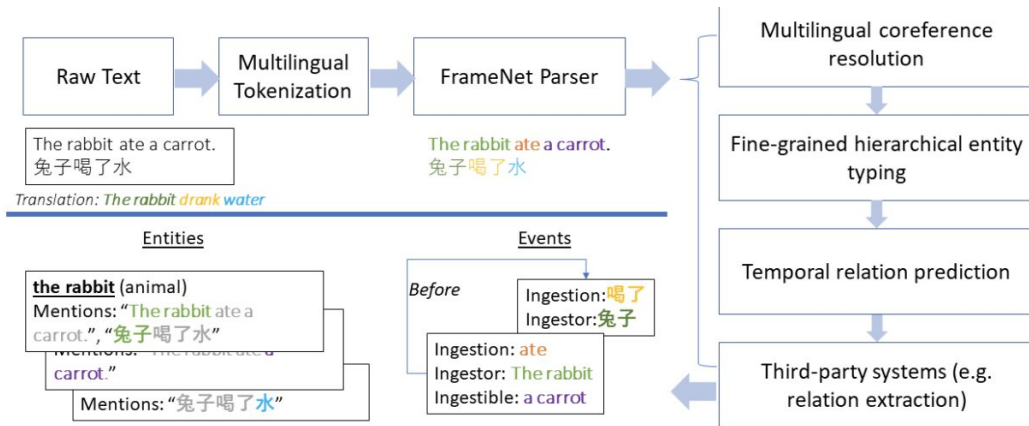 Raw Text
Multilingual
Tokenization
FrameNet Parser
The rabbit ate a carrot.
兔子喝了水
Translation: The rabbit drank water
The rabbit ate a carrot.
兔子喝了水
Multilingual coreference
resolution
Fine-grained hierarchical entity
typing
Temporal relation prediction
Third-party systems (e.g.
relation extraction)
Entities
the rabbit (animal)
Mentions: “The rabbit ate a
carrot.”, “兔子喝了水”
Mentions: “The rabbit ate a
carrot.”
Mentions: “兔子喝了水”
Events
Before
Ingestion:喝了
Ingestor:兔子
Ingestion: ate
Ingestor: The rabbit
Ingestible: a carrot